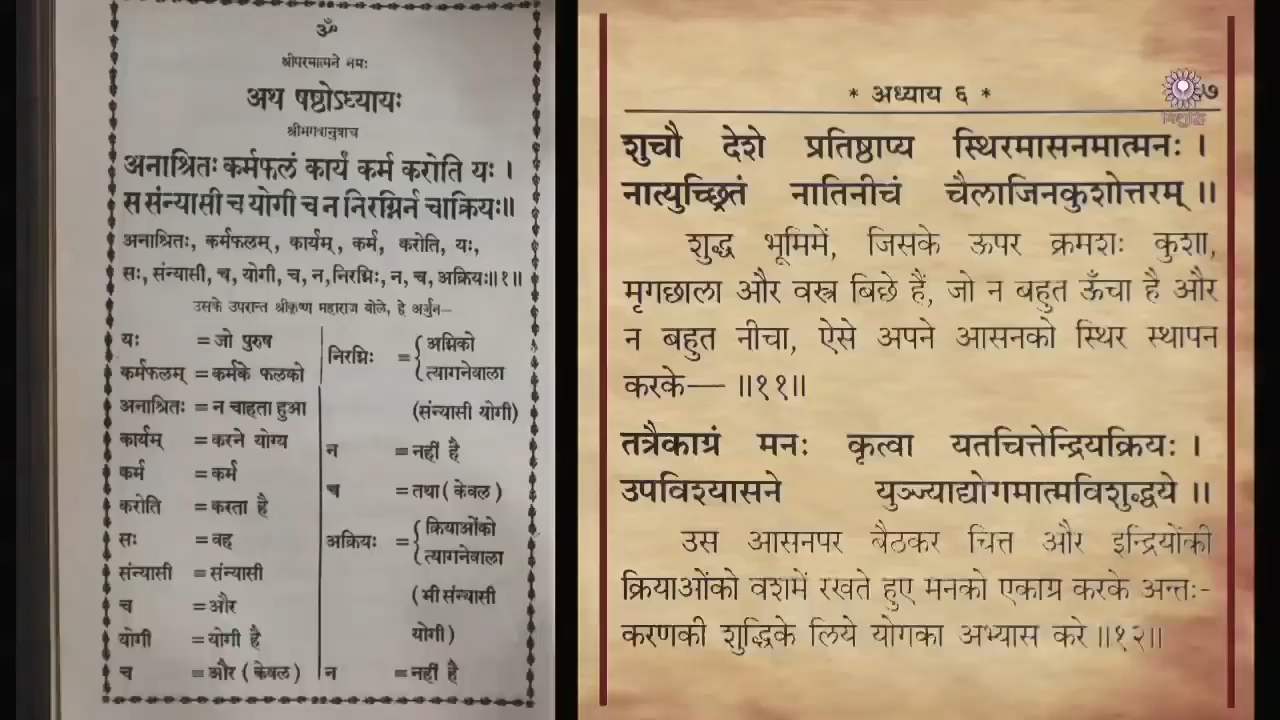 ॐ
श्रीपरमात्मने नमः
अथ षष्ठोऽध्यायः
श्रीभगवानुवाच
अनाश्रितः कर्मफलं कार्यं कर्म करोति यः ।
स संन्यासी च योगी च न निरग्निर्न चाक्रियः॥
अनाश्रितः, कर्मफलम्, कार्यम्, कर्म, करोति, यः,
सः, संन्यासी, च, योगी, च, न, निरग्निः, न, च, अक्रियः॥१॥
उसके उपरान्त श्रीकृष्ण महाराज बोले, हे अर्जुन—
यः = जो पुरुष
कर्मफलम् = कर्मके फलको
अनाश्रितः = न चाहता हुआ
कार्यम् = करने योग्य
कर्म = कर्म
करोति = करता है
सः = वह
संन्यासी = संन्यासी
च = और
योगी = योगी है
च = और ( केवल )
निरग्निः = { अग्निको
त्यागनेवाला
(संन्यासी योगी)
न = नहीं है
च = तथा ( केवल )
अक्रियः = { क्रियाओंको
त्यागनेवाला
( भी संन्यासी
योगी )
न = नहीं है
* अध्याय ६ *
७
शुचौ देशे प्रतिष्ठाप्य स्थिरमासनमात्मनः ।
नात्युच्छ्रितं नातिनीचं चैलाजिनकुशोत्तरम् ॥
शुद्ध भूमिमें, जिसके ऊपर क्रमशः कुशा,
मृगछाला और वस्त्र बिछे हैं, जो न बहुत ऊँचा है और
न बहुत नीचा, ऐसे अपने आसनको स्थिर स्थापन
करके— ॥११॥
तत्रैकाग्रं मनः कृत्वा यतचित्तेन्द्रियक्रियः ।
उपविश्यासने युञ्ज्याद्योगमात्मविशुद्धये ॥
उस आसनपर बैठकर चित्त और इन्द्रियोंकी
क्रियाओंको वशमें रखते हुए मनको एकाग्र करके अन्तः-
करणकी शुद्धिके लिये योगका अभ्यास करे ॥१२॥